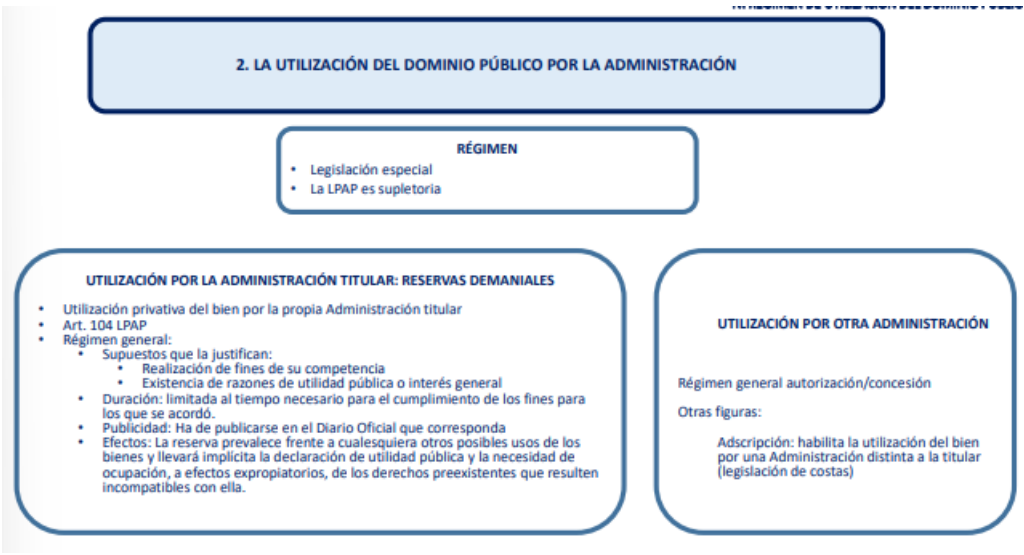 2. LA UTILIZACIÓN DEL DOMINIO PÚBLICO POR LA ADMINISTRACIÓN
RÉGIMEN
• Legislación especial
• La LPAP es supletoria
UTILIZACIÓN POR LA ADMINISTRACIÓN TITULAR: RESERVAS DEMANIALES
• Utilización privativa del bien por la propia Administración titular
• Art. 104 LPAP
• Régimen general:
• Supuestos que la justifican:
• Realización de fines de su competencia
• Existencia de razones de utilidad pública o interés general
• Duración: limitada al tiempo necesario para el cumplimiento de los fines para
los que se acordó.
• Publicidad: Ha de publicarse en el Diario Oficial que corresponda
• Efectos: La reserva prevalece frente a cualesquiera otros posibles usos de los
bienes y llevará implícita la declaración de utilidad pública y la necesidad de
ocupación, a efectos expropiatorios, de los derechos preexistentes que resulten
incompatibles con ella.
UTILIZACIÓN POR OTRA ADMINISTRACIÓN
Régimen general autorización/concesión
Otras figuras:
Adscripción: habilita la utilización del bien
por una Administración distinta a la titular
(legislación de costas)